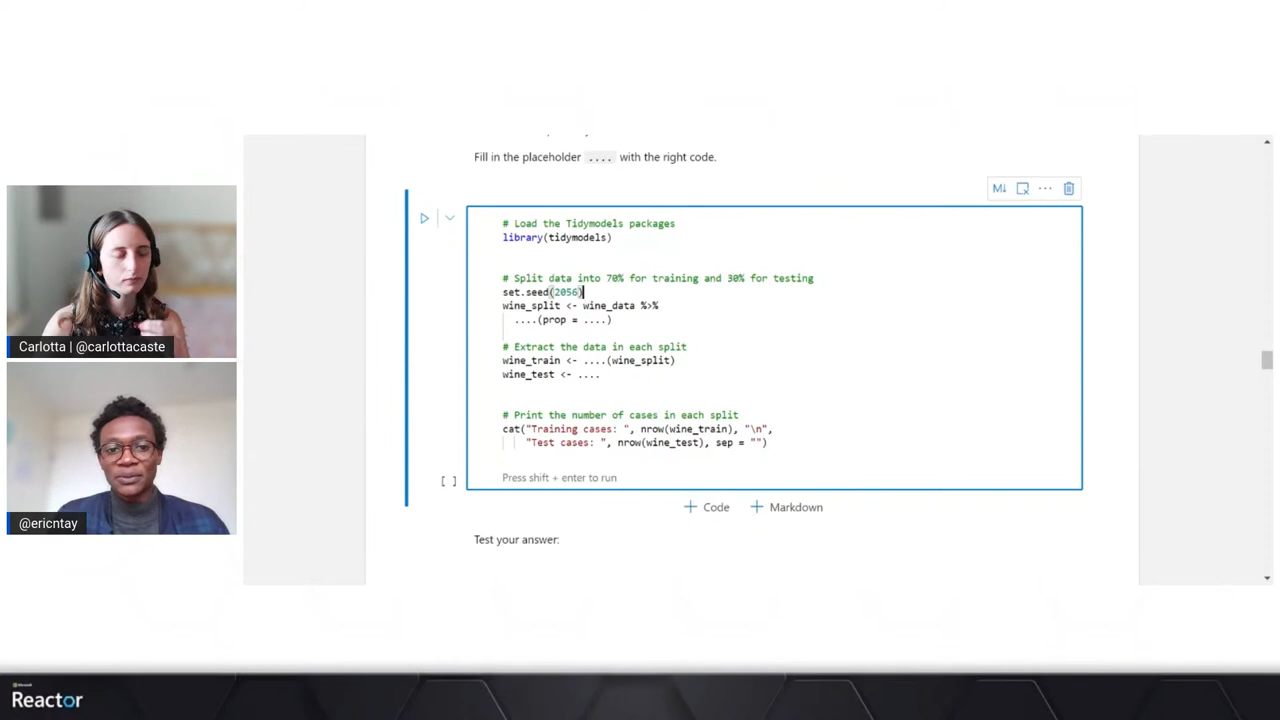 Fill in the placeholder .... with the right code.
M↓
# Load the Tidymodels packages
library(tidymodels)
# Split data into 70% for training and 30% for testing
set.seed(2056)
wine_split <- wine_data %>%
....(prop = ....)
# Extract the data in each split
wine_train <- ....(wine_split)
wine_test <- ....
# Print the number of cases in each split
cat("Training cases: ", nrow(wine_train), "\n",
"Test cases: ", nrow(wine_test), sep = "")
[ ]
Press shift + enter to run
+ Code + Markdown
Test your answer:
Carlotta | @carlottacaste
@ericntay
Microsoft
Reactor